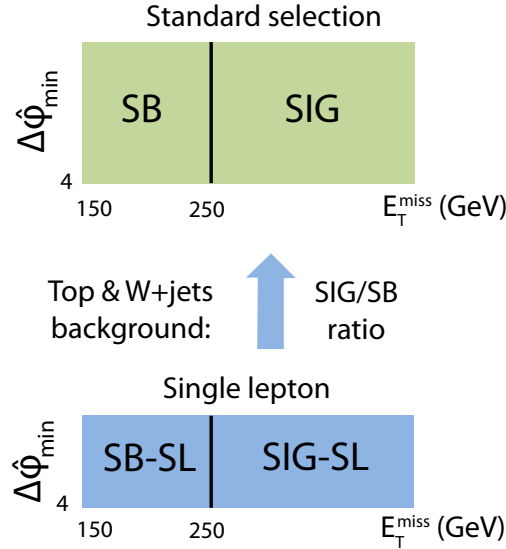 Standard selection
Δφ̂min
SB
SIG
4
150
250
E_T^miss (GeV)
Top & W+jets
background:
SIG/SB
ratio
Single lepton
Δφ̂min
SB-SL
SIG-SL
4
150
250
E_T^miss (GeV)